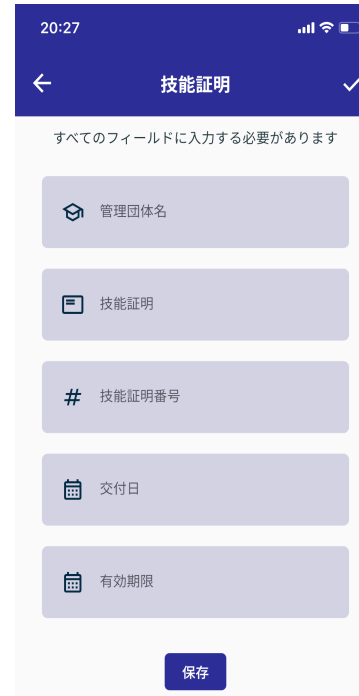 20:27
技能証明
すべてのフィールドに入力する必要があります
管理団体名
技能証明
技能証明番号
交付日
有効期限
保存